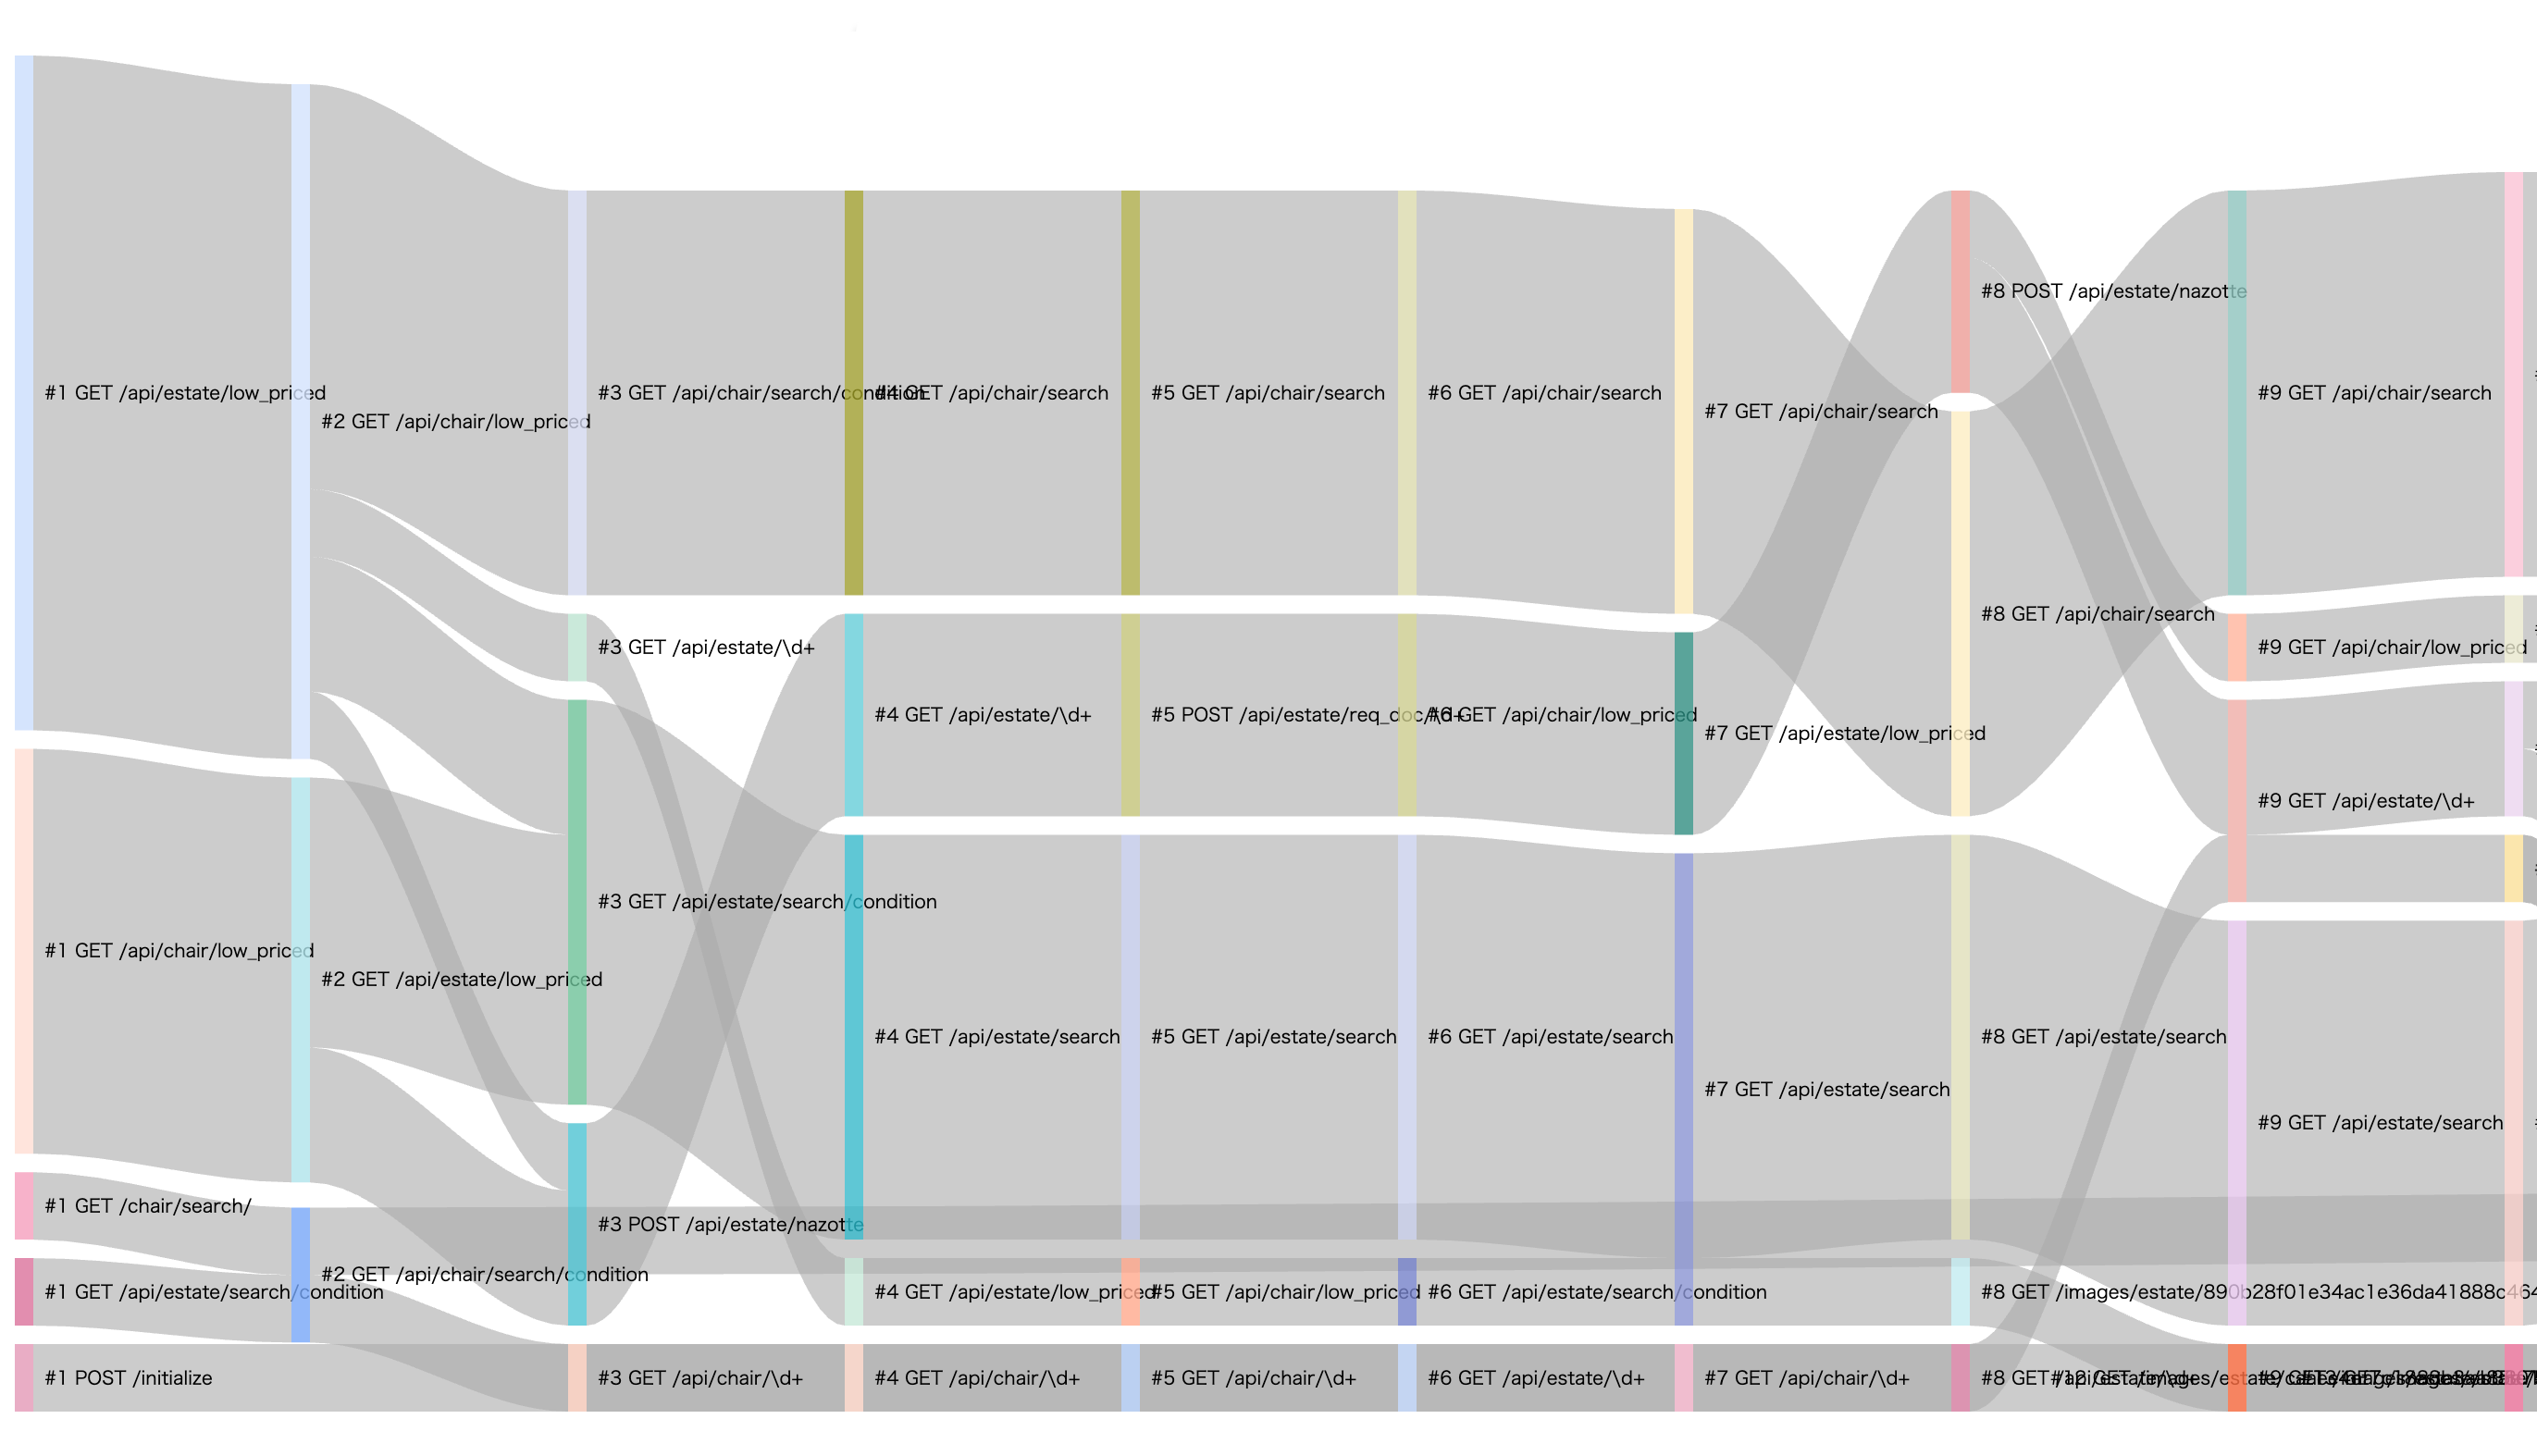 #1 GET /api/estate/low_priced
#1 GET /api/chair/low_priced
#1 GET /chair/search/
#1 GET /api/estate/search/condition
#1 POST /initialize
#2 GET /api/chair/low_priced
#2 GET /api/estate/low_priced
#2 GET /api/chair/search/condition
#3 GET /api/chair/search/condition
#3 GET /api/estate/\d+
#3 GET /api/estate/search/condition
#3 POST /api/estate/nazotte
#3 GET /api/chair/\d+
#4 GET /api/chair/search
#4 GET /api/estate/\d+
#4 GET /api/estate/search
#4 GET /api/estate/low_priced
#4 GET /api/chair/\d+
#5 GET /api/chair/search
#5 POST /api/estate/req_doc/\d+
#5 GET /api/estate/search
#5 GET /api/chair/low_priced
#5 GET /api/chair/\d+
#6 GET /api/chair/search
#6 GET /api/chair/low_priced
#6 GET /api/estate/search
#6 GET /api/estate/search/condition
#6 GET /api/estate/\d+
#7 GET /api/chair/search
#7 GET /api/estate/low_priced
#7 GET /api/estate/search
#7 GET /api/chair/\d+
#8 POST /api/estate/nazotte
#8 GET /api/chair/search
#8 GET /api/estate/search
#8 GET /images/estate/890b28f01e34ac1e36da41888c464
#8 GET /api/estate/\d+
#9 GET /api/chair/search
#9 GET /api/chair/low_priced
#9 GET /api/estate/\d+
#9 GET /api/estate/search